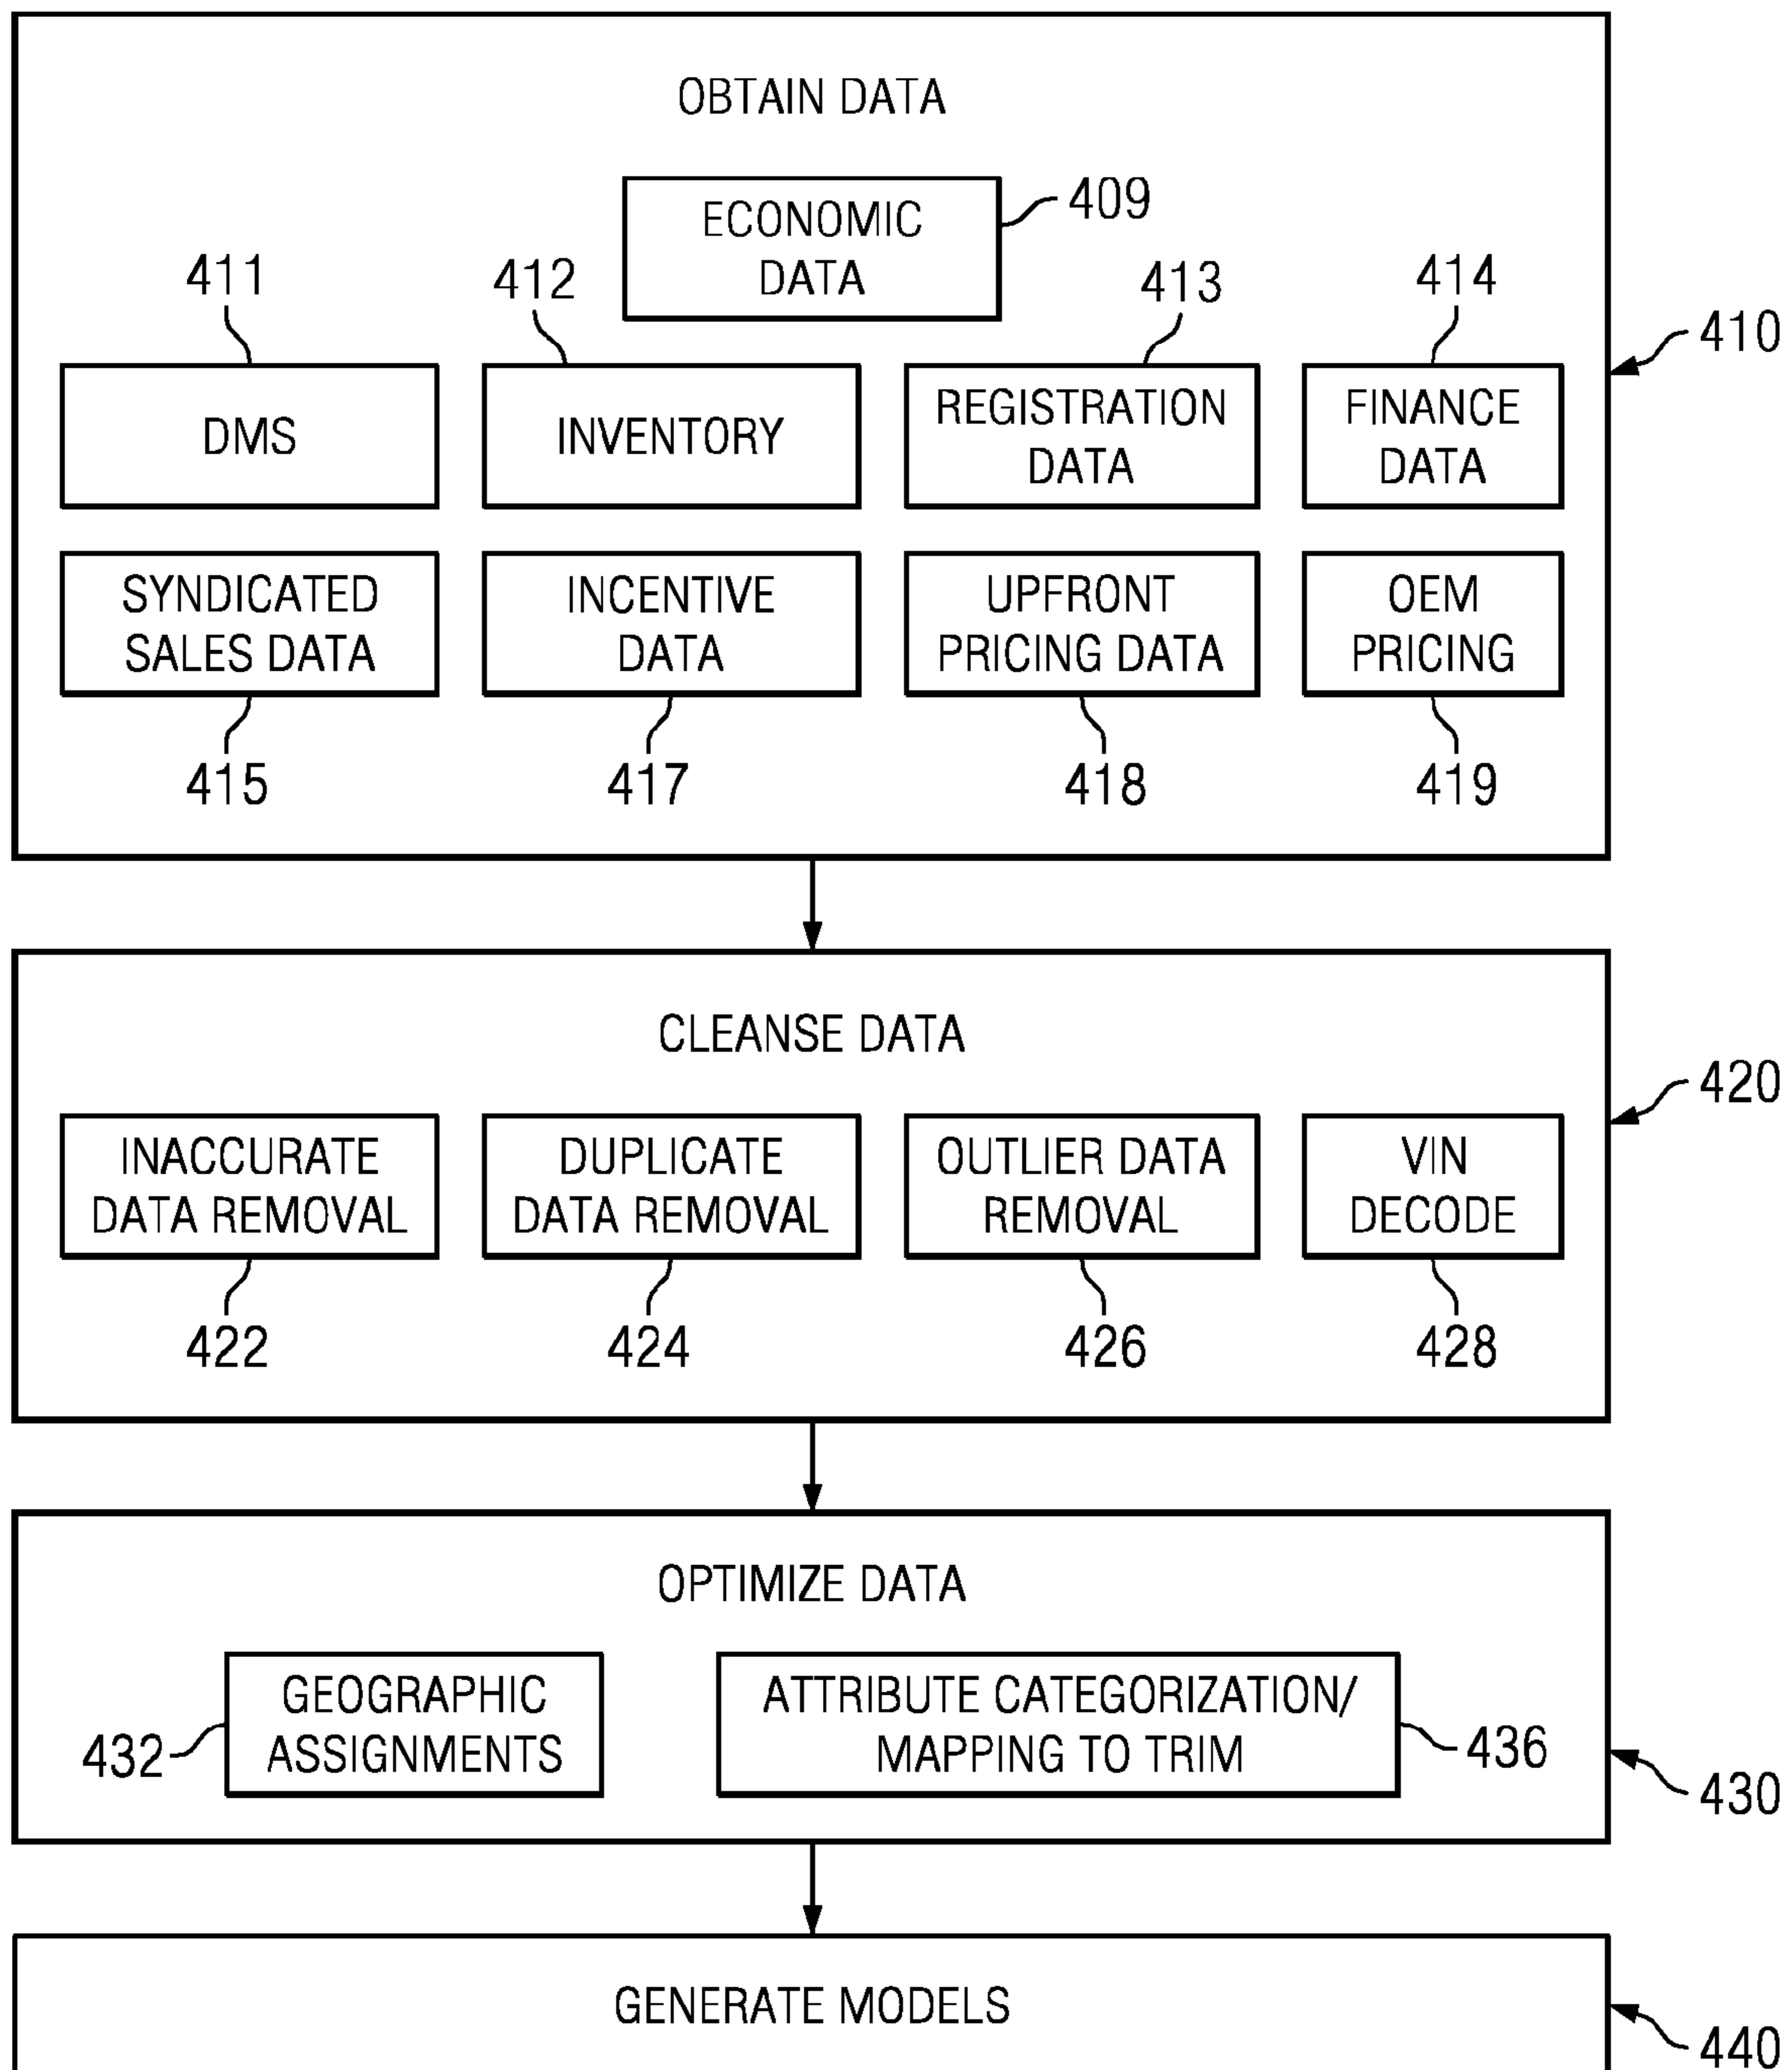 OBTAIN DATA
ECONOMIC
DATA
409
411
412
413
414
410
DMS
INVENTORY
REGISTRATION
DATA
FINANCE
DATA
SYNDICATED
SALES DATA
INCENTIVE
DATA
UPFRONT
PRICING DATA
OEM
PRICING
415
417
418
419
CLEANSE DATA
420
INACCURATE
DATA REMOVAL
DUPLICATE
DATA REMOVAL
OUTLIER DATA
REMOVAL
VIN
DECODE
422
424
426
428
OPTIMIZE DATA
432
GEOGRAPHIC
ASSIGNMENTS
ATTRIBUTE CATEGORIZATION/
MAPPING TO TRIM
436
430
GENERATE MODELS
440